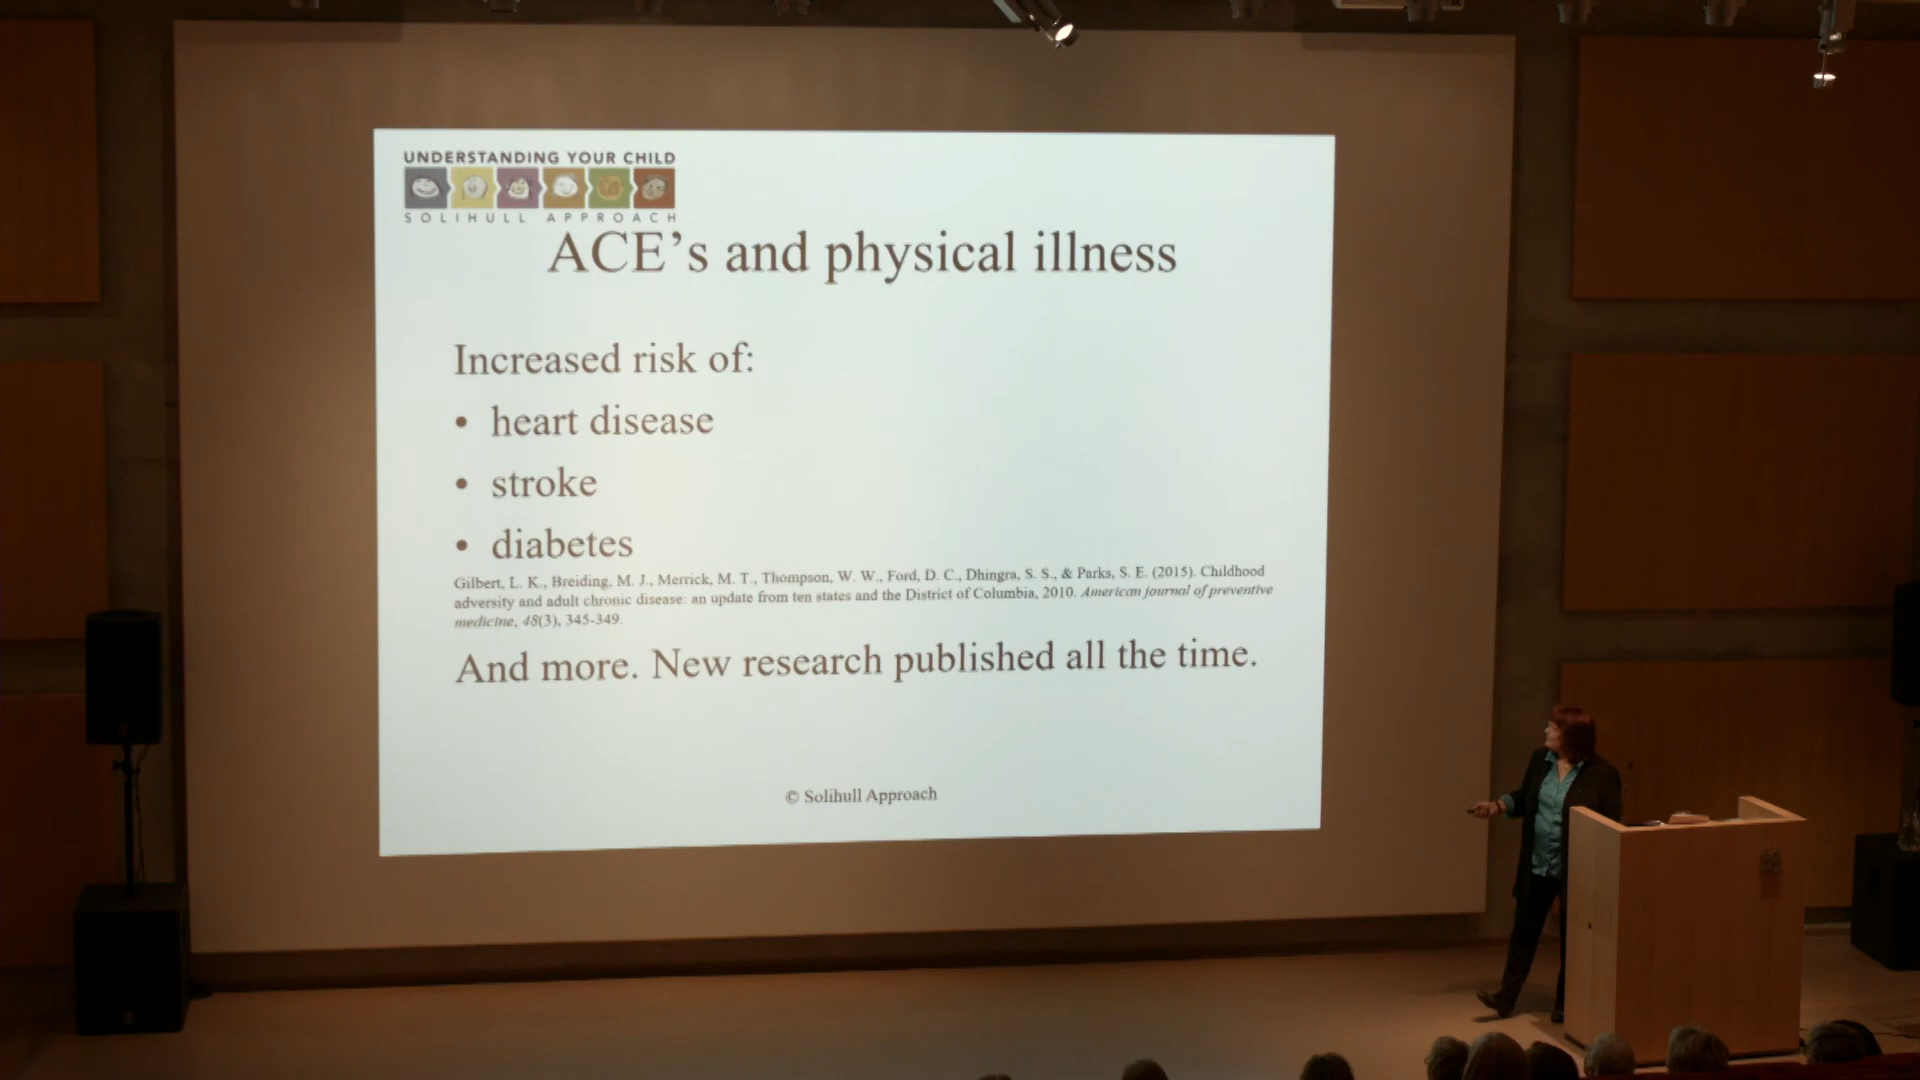 UNDERSTANDING YOUR CHILD
SOLIHULL APPROACH
ACE's and physical illness
Increased risk of:
• heart disease
• stroke
• diabetes
Gilbert, L. K., Breiding, M. J., Merrick, M. T., Thompson, W. W., Ford, D. C., Dhingra, S. S., & Parks, S. E. (2015). Childhood
adversity and adult chronic disease: an update from ten states and the District of Columbia, 2010. American journal of preventive
medicine, 48(3), 345-349.
And more. New research published all the time.
© Solihull Approach